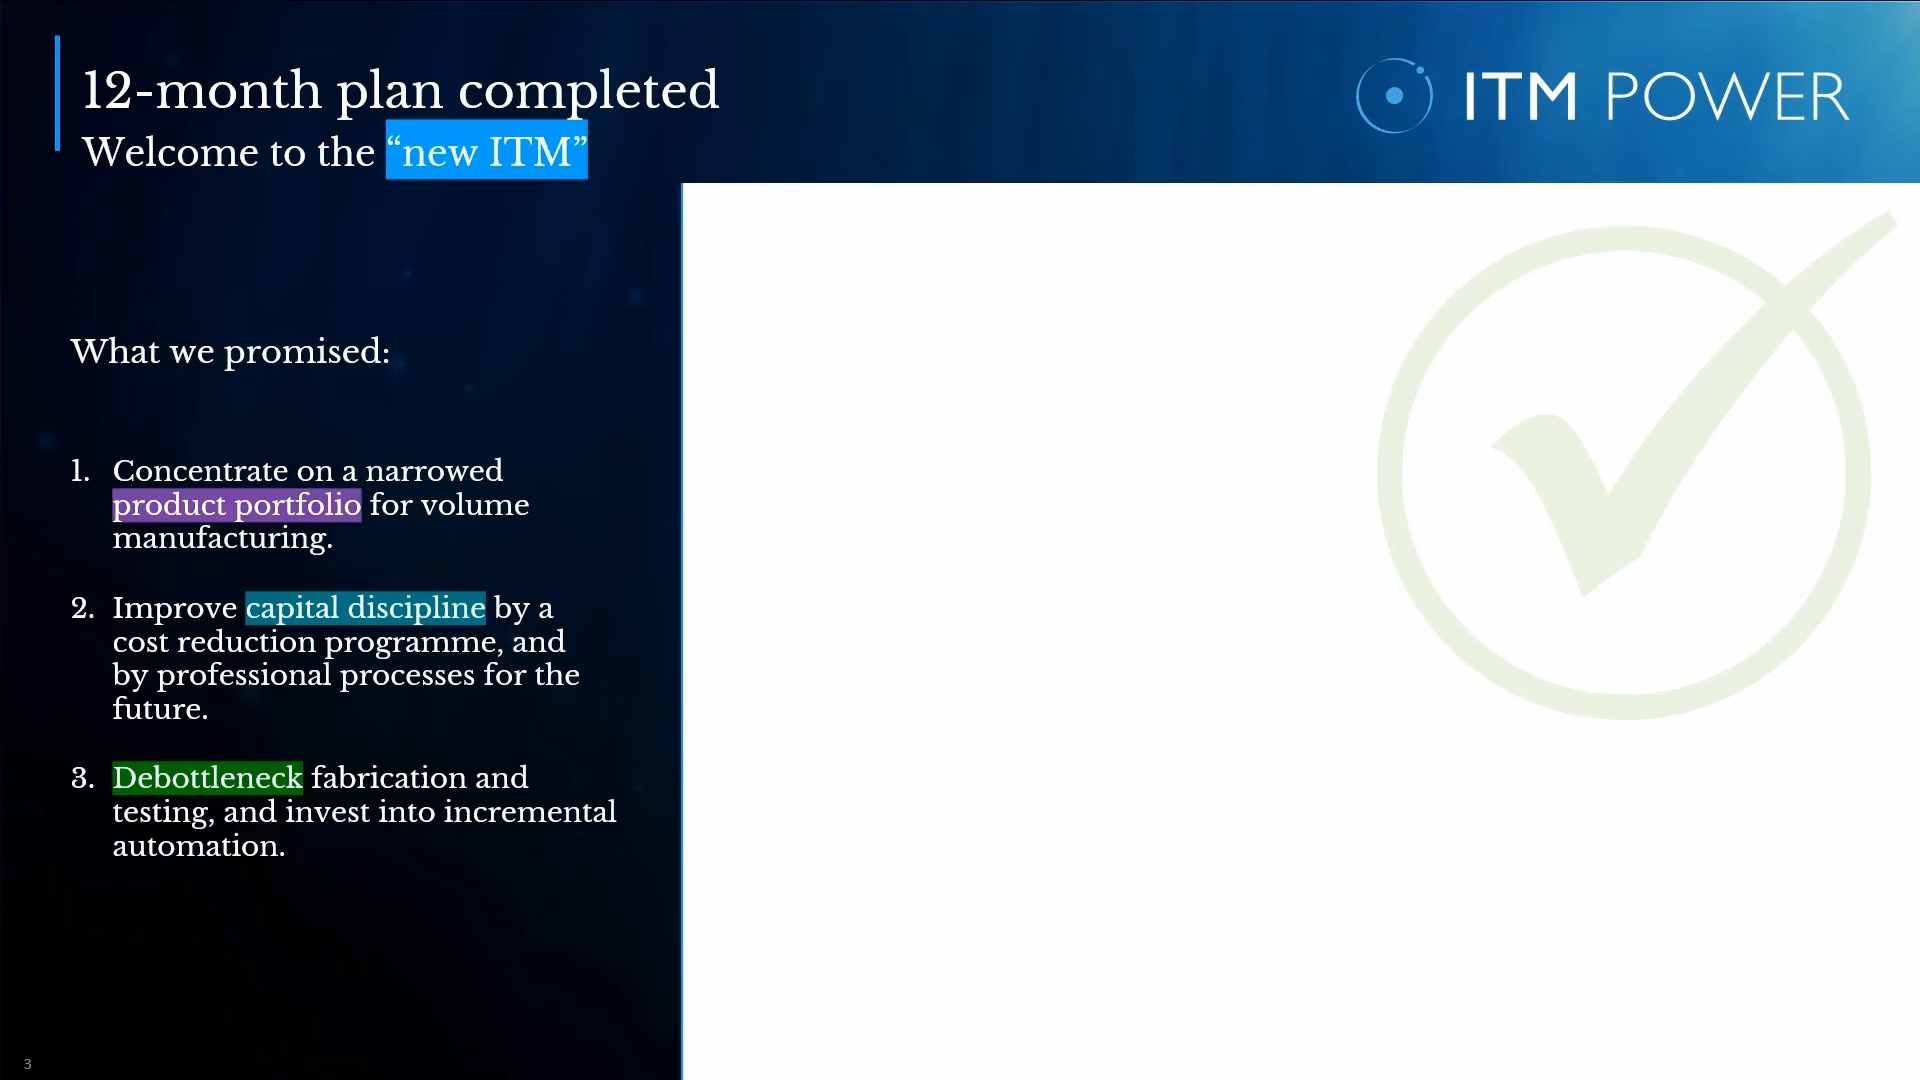 12-month plan completed
Welcome to the “new ITM”
ITM POWER
What we promised:
1. Concentrate on a narrowed
product portfolio for volume
manufacturing.
2. Improve capital discipline by a
cost reduction programme, and
by professional processes for the
future.
3. Debottleneck fabrication and
testing, and invest into incremental
automation.
3